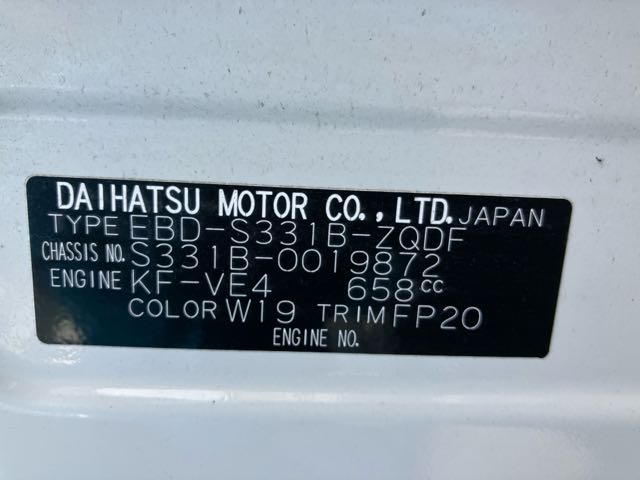 DAIHATSU MOTOR CO.,LTD. JAPAN
TYPE EBD-S331B-ZQDF
CHASSIS NO. S331B-0019872
ENGINE KF-VE4 658cc
COLOR W19 TRIM FP20
ENGINE NO.